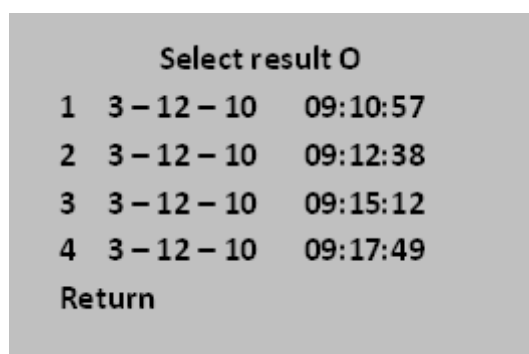 Select result O
1 3 – 12 – 10 09:10:57
2 3 – 12 – 10 09:12:38
3 3 – 12 – 10 09:15:12
4 3 – 12 – 10 09:17:49
Return